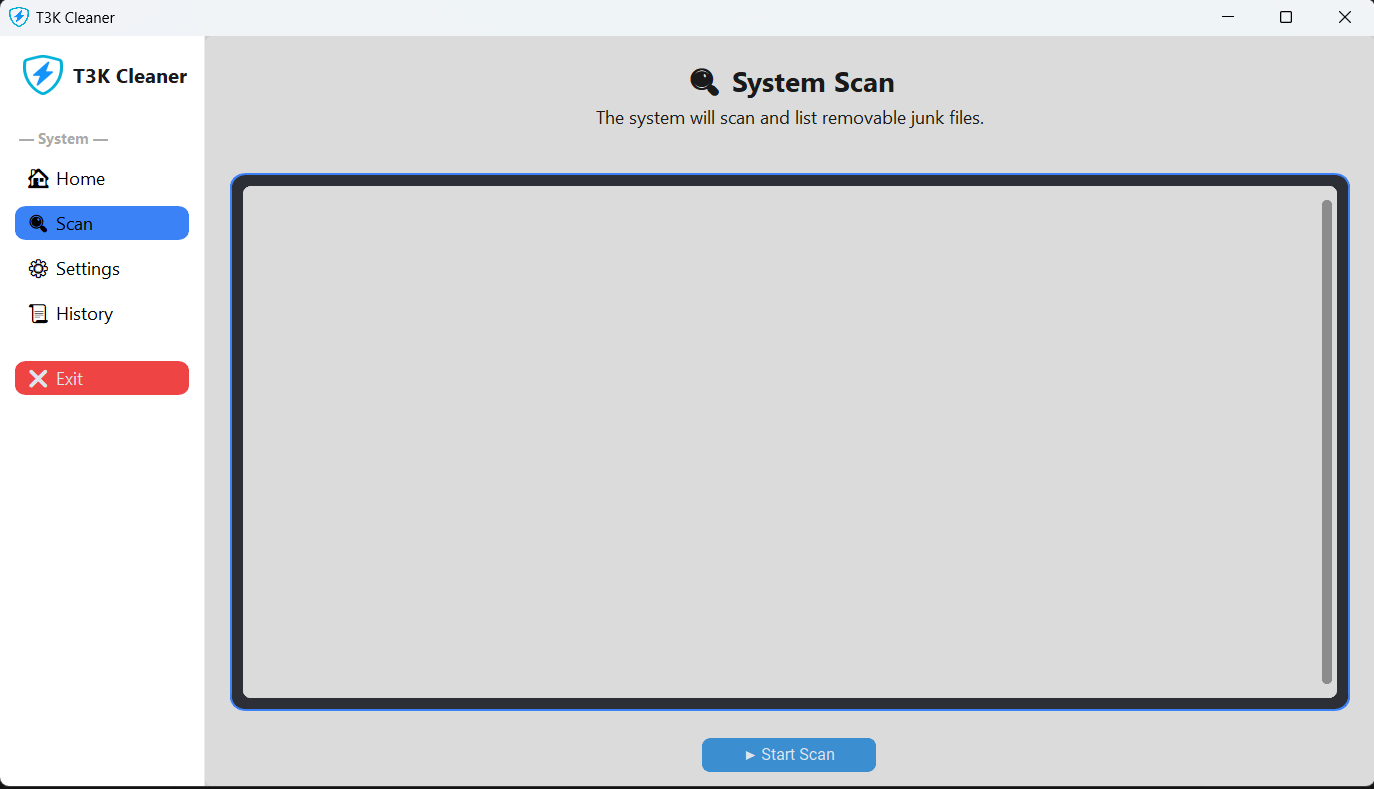 T3K Cleaner
T3K Cleaner
— System —
Home
Scan
Settings
History
Exit
System Scan
The system will scan and list removable junk files.
► Start Scan